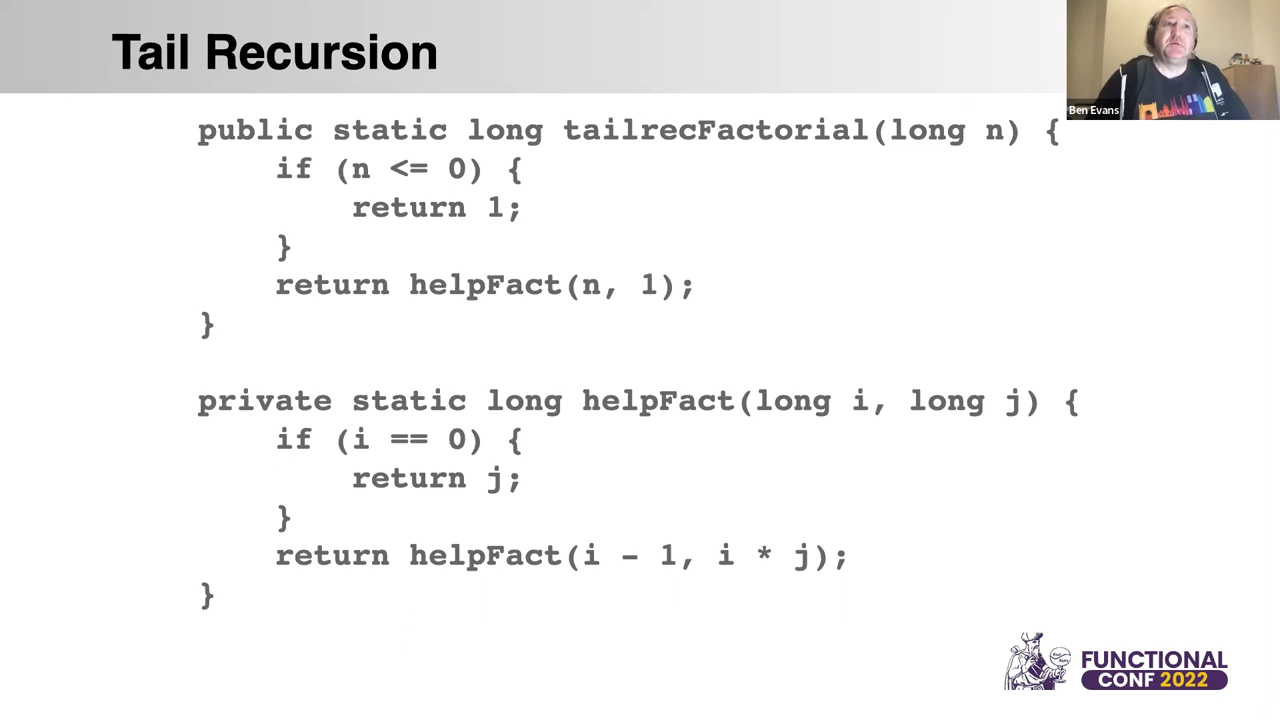 Tail Recursion
Ben Evans
public static long tailrecFactorial(long n) {
    if (n <= 0) {
        return 1;
    }
    return helpFact(n, 1);
}

private static long helpFact(long i, long j) {
    if (i == 0) {
        return j;
    }
    return helpFact(i - 1, i * j);
}
FUNCTIONAL
CONF 2022